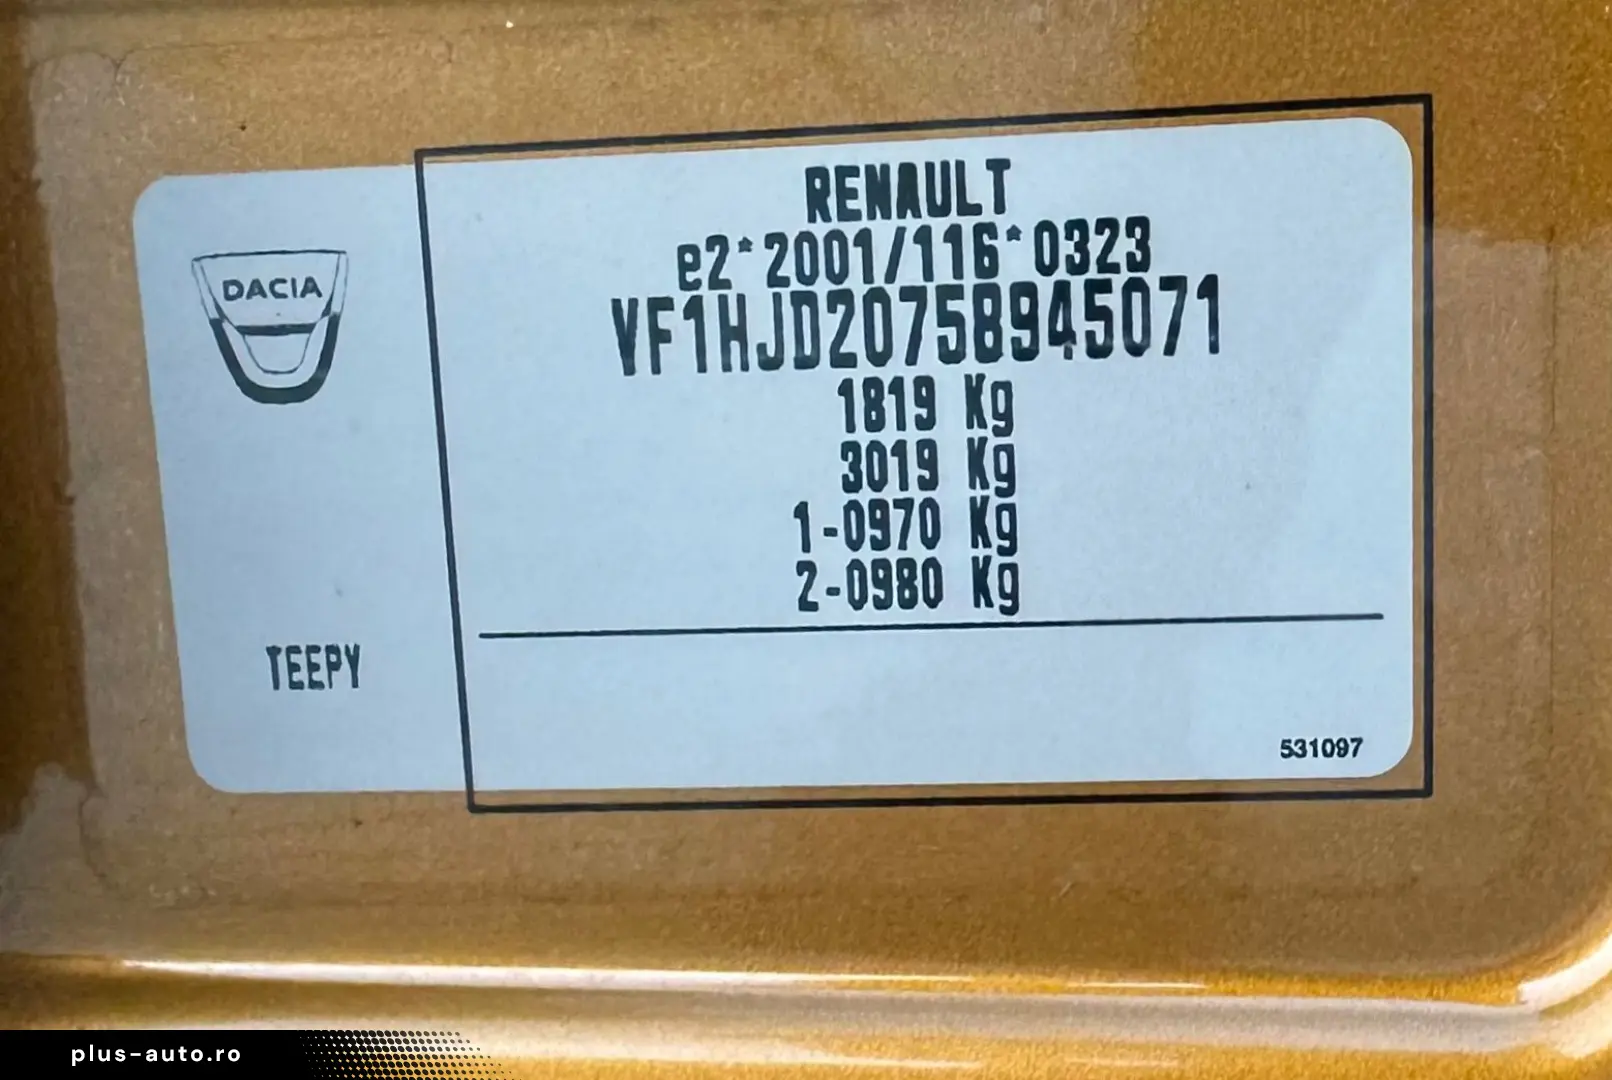 DACIA
TEEPY
RENAULT
e2*2001/116*0323
VF1HJD20758945071
1819 Kg
3019 Kg
1-0970 Kg
2-0980 Kg
531097
plus-auto.ro